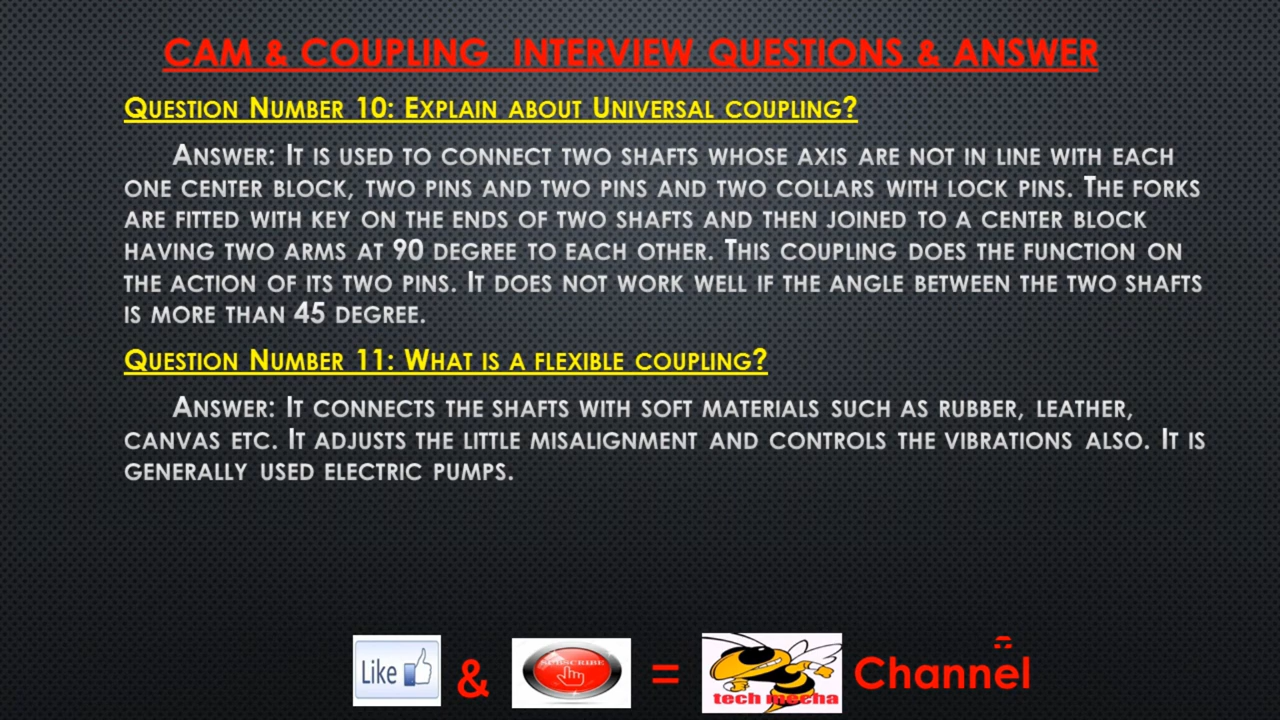 CAM & COUPLING INTERVIEW QUESTIONS & ANSWER
QUESTION NUMBER 10: EXPLAIN ABOUT UNIVERSAL COUPLING?
ANSWER: IT IS USED TO CONNECT TWO SHAFTS WHOSE AXIS ARE NOT IN LINE WITH EACH
ONE CENTER BLOCK, TWO PINS AND TWO PINS AND TWO COLLARS WITH LOCK PINS. THE FORKS
ARE FITTED WITH KEY ON THE ENDS OF TWO SHAFTS AND THEN JOINED TO A CENTER BLOCK
HAVING TWO ARMS AT 90 DEGREE TO EACH OTHER. THIS COUPLING DOES THE FUNCTION ON
THE ACTION OF ITS TWO PINS. IT DOES NOT WORK WELL IF THE ANGLE BETWEEN THE TWO SHAFTS
IS MORE THAN 45 DEGREE.
QUESTION NUMBER 11: WHAT IS A FLEXIBLE COUPLING?
ANSWER: IT CONNECTS THE SHAFTS WITH SOFT MATERIALS SUCH AS RUBBER, LEATHER,
CANVAS ETC. IT ADJUSTS THE LITTLE MISALIGNMENT AND CONTROLS THE VIBRATIONS ALSO. IT IS
GENERALLY USED ELECTRIC PUMPS.
Like & SUBSCRIBE = tech mecha Channel